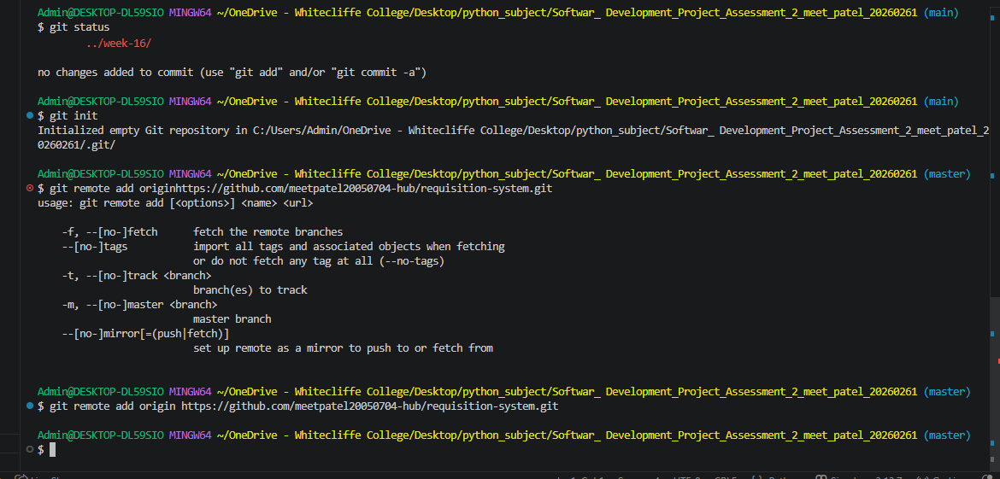 Admin@DESKTOP-DL59SIO MINGW64 ~/OneDrive - Whitecliffe College/Desktop/python_subject/Softwar_ Development_Project_Assessment_2_meet_patel_20260261 (main)
$ git status
../week-16/
no changes added to commit (use "git add" and/or "git commit -a")
Admin@DESKTOP-DL59SIO MINGW64 ~/OneDrive - Whitecliffe College/Desktop/python_subject/Softwar_ Development_Project_Assessment_2_meet_patel_20260261 (main)
$ git init
Initialized empty Git repository in C:/Users/Admin/OneDrive - Whitecliffe College/Desktop/python_subject/Softwar_ Development_Project_Assessment_2_meet_patel_2
0260261/.git/
Admin@DESKTOP-DL59SIO MINGW64 ~/OneDrive - Whitecliffe College/Desktop/python_subject/Softwar_ Development_Project_Assessment_2_meet_patel_20260261 (master)
$ git remote add originhttps://github.com/meetpatel20050704-hub/requisition-system.git
usage: git remote add [<options>] <name> <url>
-f, --[no-]fetch fetch the remote branches
--[no-]tags import all tags and associated objects when fetching
or do not fetch any tag at all (--no-tags)
-t, --[no-]track <branch>
branch(es) to track
-m, --[no-]master <branch>
master branch
--[no-]mirror[=(push|fetch)]
set up remote as a mirror to push to or fetch from
Admin@DESKTOP-DL59SIO MINGW64 ~/OneDrive - Whitecliffe College/Desktop/python_subject/Softwar_ Development_Project_Assessment_2_meet_patel_20260261 (master)
$ git remote add origin https://github.com/meetpatel20050704-hub/requisition-system.git
Admin@DESKTOP-DL59SIO MINGW64 ~/OneDrive - Whitecliffe College/Desktop/python_subject/Softwar_ Development_Project_Assessment_2_meet_patel_20260261 (master)
$